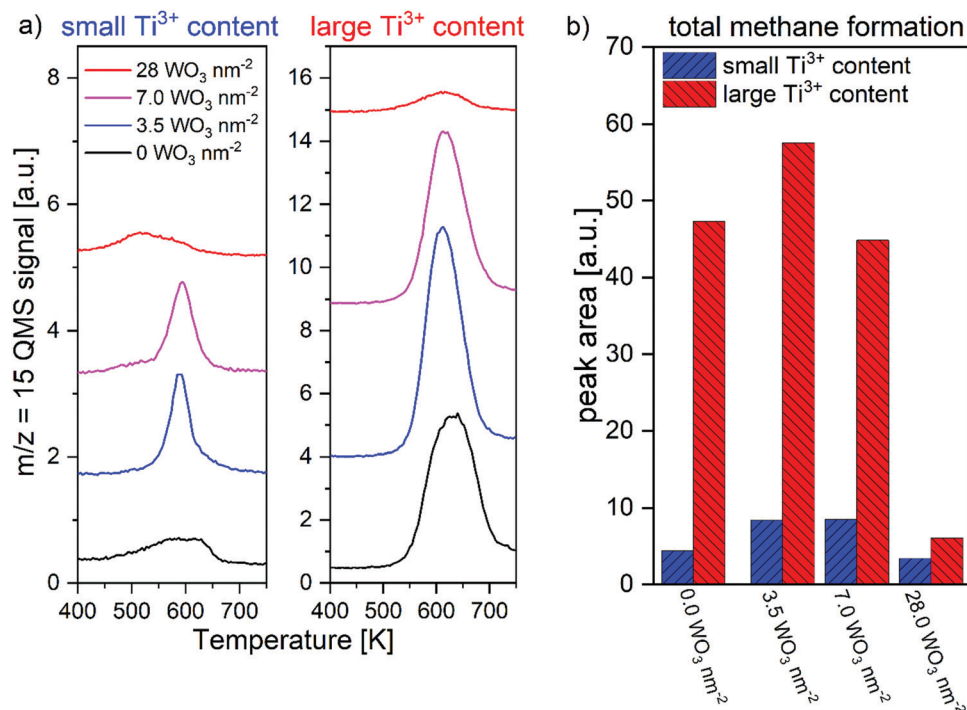 a)
small Ti³⁺ content
large Ti³⁺ content
28 WO₃ nm⁻²
7.0 WO₃ nm⁻²
3.5 WO₃ nm⁻²
0 WO₃ nm⁻²
m/z = 15 QMS signal [a.u.]
8
6
4
2
0
16
14
12
10
8
6
4
2
0
400
500
600
700
400
500
600
700
Temperature [K]
b)
total methane formation
small Ti³⁺ content
large Ti³⁺ content
peak area [a.u.]
70
60
50
40
30
20
10
0
0.0 WO₃ nm⁻²
3.5 WO₃ nm⁻²
7.0 WO₃ nm⁻²
28.0 WO₃ nm⁻²